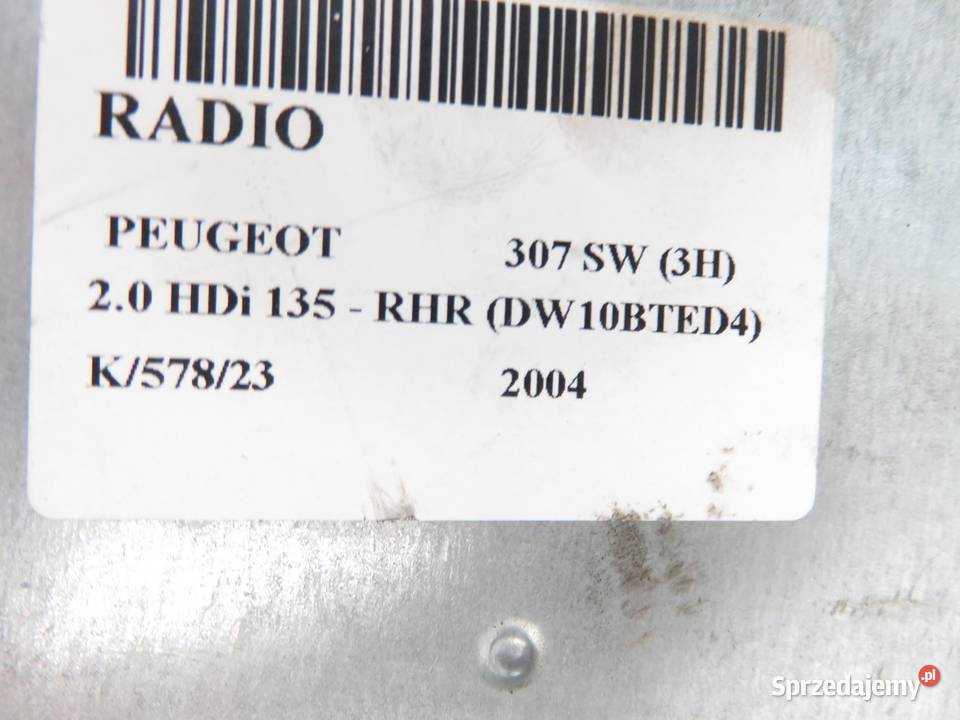 RADIO
PEUGEOT 307 SW (3H)
2.0 HDi 135 - RHR (DW10BTED4)
K/578/23 2004
Sprzedajemy.pl